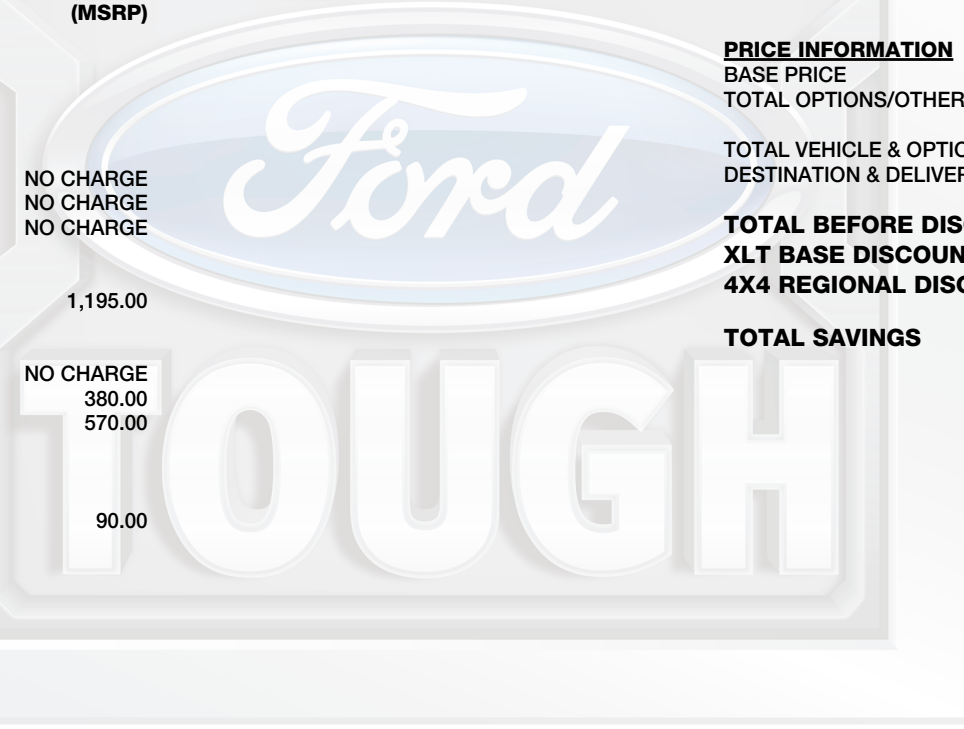 (MSRP)
NO CHARGE
NO CHARGE
NO CHARGE
1,195.00
NO CHARGE
380.00
570.00
90.00
Ford
TOUGH
PRICE INFORMATION
BASE PRICE
TOTAL OPTIONS/OTHER
TOTAL VEHICLE & OPTIO
DESTINATION & DELIVER
TOTAL BEFORE DISC
XLT BASE DISCOUN
4X4 REGIONAL DISC
TOTAL SAVINGS